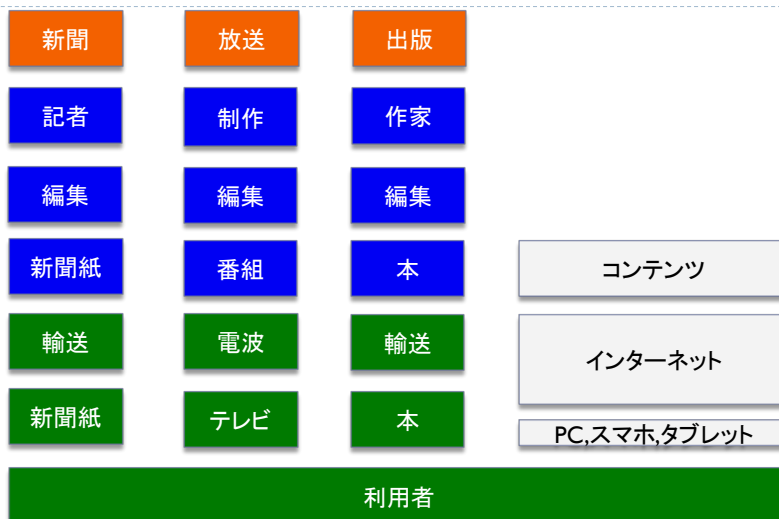 新聞 放送 出版
記者 制作 作家
編集 編集 編集
新聞紙 番組 本 コンテンツ
輸送 電波 輸送 インターネット
新聞紙 テレビ 本 PC,スマホ,タブレット
利用者